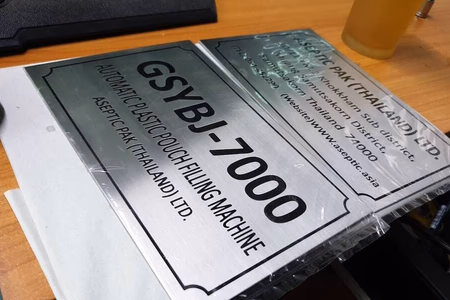 GSYBJ-7000
AUTOMATIC PLASTIC POUCH FILLING MACHINE
ASEPTIC PAK (THAILAND) LTD.
ASEPTIC PAK (THAILAND) LTD.
Khokkham Sub district,
District,
Thailand 74000
(Website)www.aseptic.asia